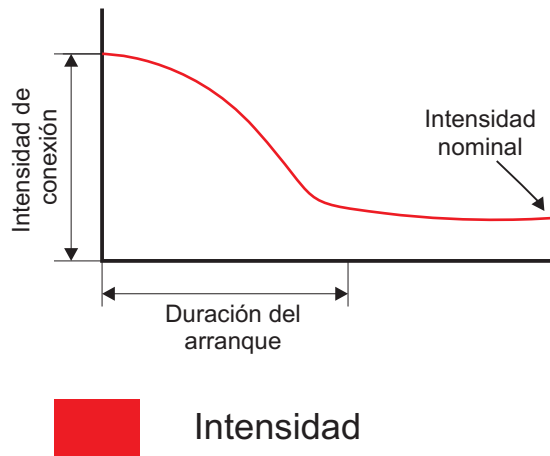 Intensidad de
conexión
Intensidad
nominal
Duración del
arranque
Intensidad